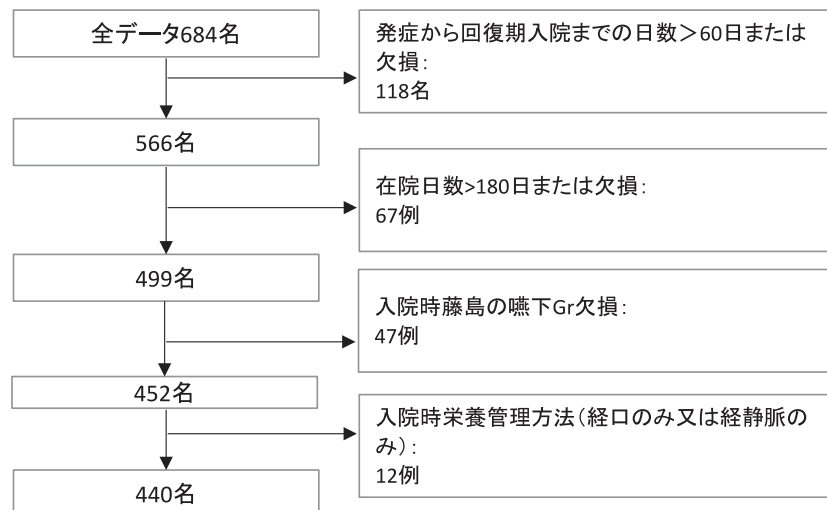 全データ684名
発症から回復期入院までの日数＞60日または
欠損：
118名
566名
在院日数>180日または欠損：
67例
499名
入院時藤島の嚥下Gr欠損：
47例
452名
入院時栄養管理方法（経口のみ又は経静脈の
み）：
12例
440名